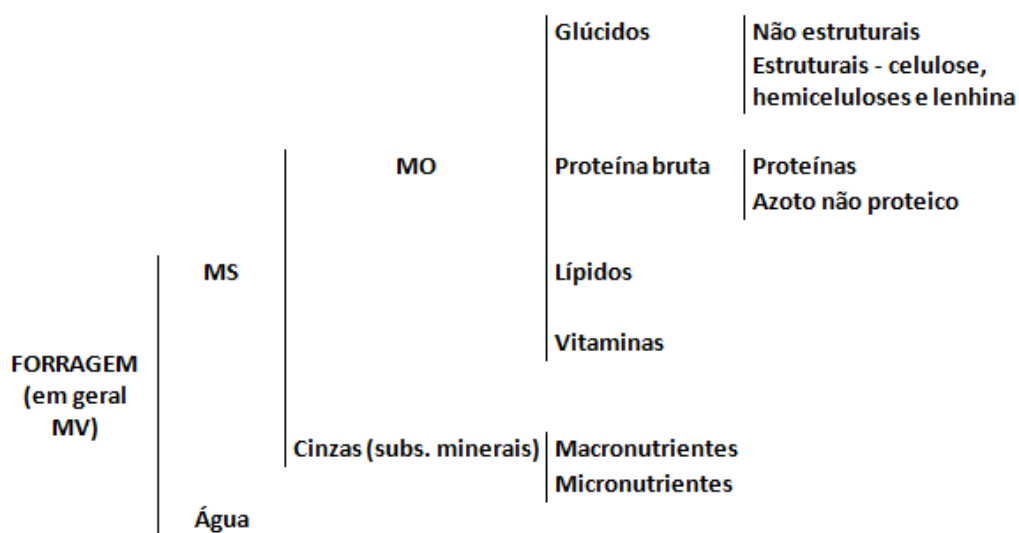 Glúcidos
Não estruturais
Estruturais - celulose,
hemiceluloses e lenhina
MO
Proteína bruta
Proteínas
Azoto não proteico
MS
Lípidos
Vitaminas
FORRAGEM
(em geral
MV)
Cinzas (subs. minerais)
Macronutrientes
Micronutrientes
Água